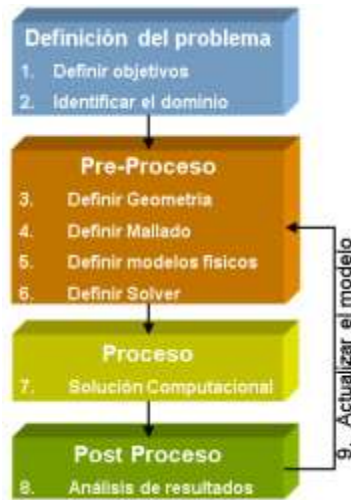 Definición del problema
1. Definir objetivos
2. Identificar el dominio
Pre-Proceso
3. Definir Geometria
4. Definir Mallado
5. Definir modelos físicos
6. Definir Solver
Proceso
7. Solución Computacional
Post Proceso
8. Análisis de resultados
9. Actualizar el modelo